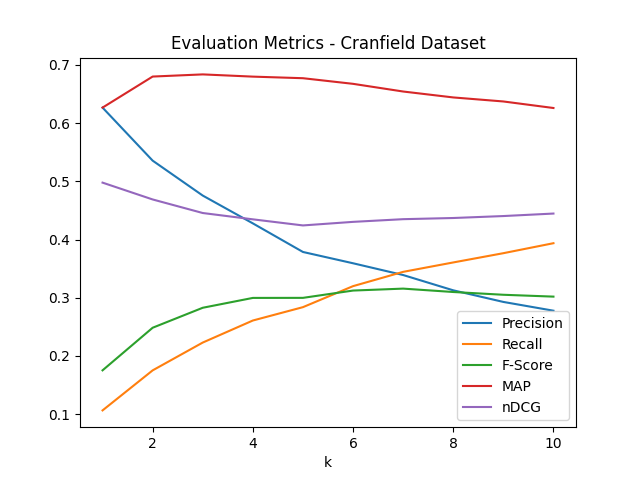 Evaluation Metrics - Cranfield Dataset
0.7
0.6
0.5
0.4
0.3
0.2
0.1
Precision
Recall
F-Score
MAP
nDCG
2 4 6 8 10
k